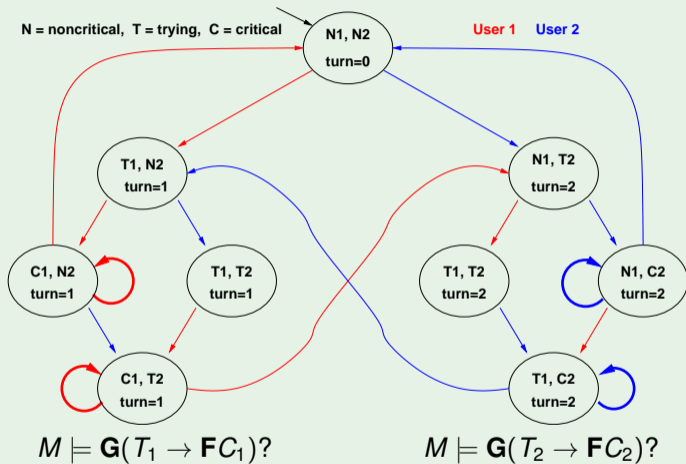 N = noncritical, T = trying, C = critical
User 1 User 2
N1, N2
turn=0
T1, N2
turn=1
N1, T2
turn=2
C1, N2
turn=1
T1, T2
turn=1
T1, T2
turn=2
N1, C2
turn=2
C1, T2
turn=1
T1, C2
turn=2
M ⊨ G(T₁ → FC₁)?
M ⊨ G(T₂ → FC₂)?